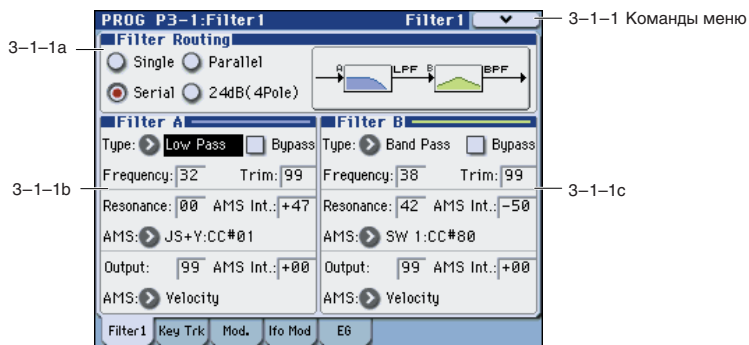 PROG P3-1:Filter1 Filter1
3–1–1 Команды меню
3–1–1a
Filter Routing
Single Parallel
Serial 24dB(4Pole)
A LPF B BPF
Filter A
Type: Low Pass Bypass
Frequency: 32 Trim: 99
3–1–1b
Resonance: 00 AMS Int.: +47
AMS: JS+Y:CC#01
Output: 99 AMS Int.: +00
AMS: Velocity
Filter B
Type: Band Pass Bypass
Frequency: 38 Trim: 99
3–1–1c
Resonance: 42 AMS Int.: -50
AMS: SW 1:CC#80
Output: 99 AMS Int.: +00
AMS: Velocity
Filter1 Key Trk Mod. lfo Mod EG